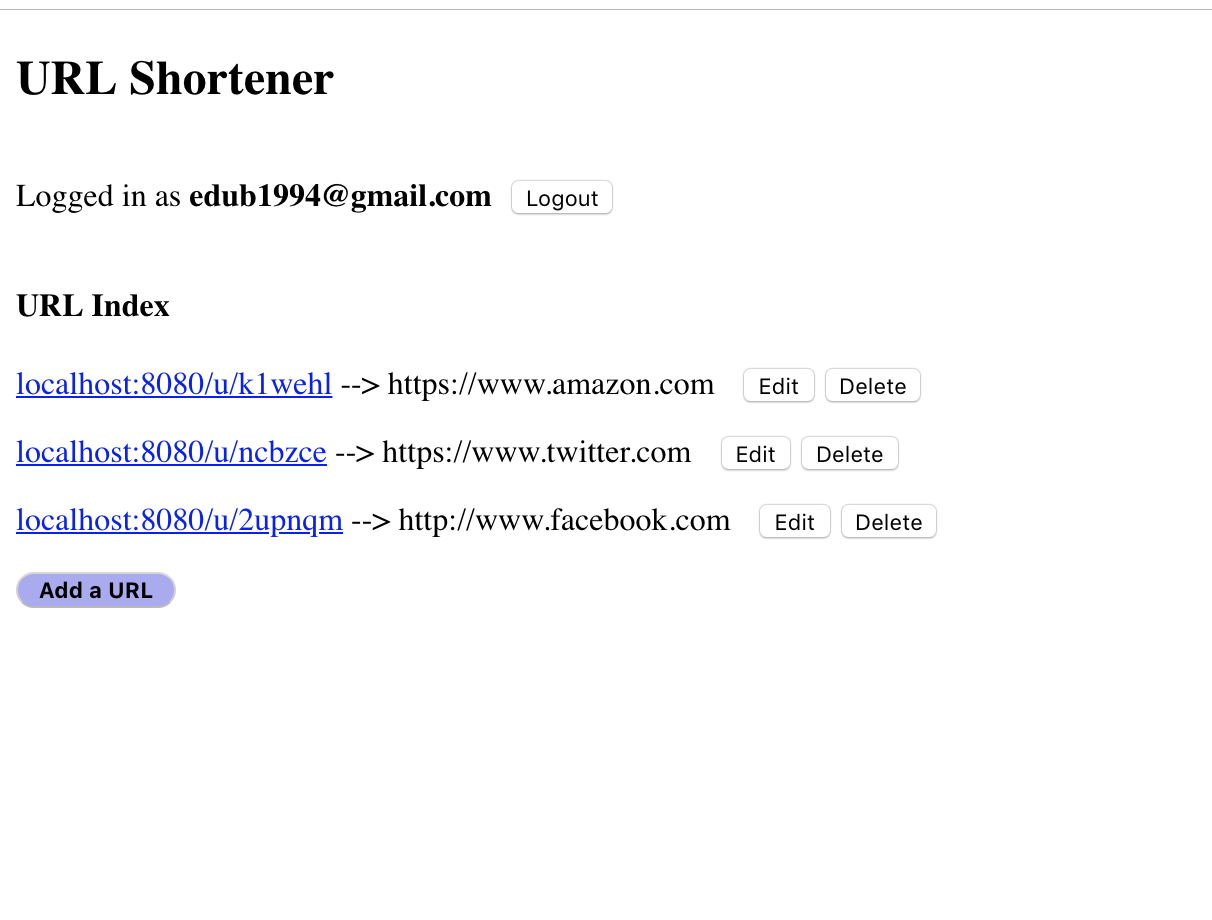 URL Shortener
Logged in as edub1994@gmail.com Logout
URL Index
localhost:8080/u/k1wehl --> https://www.amazon.com Edit Delete
localhost:8080/u/ncbzce --> https://www.twitter.com Edit Delete
localhost:8080/u/2upnqm --> http://www.facebook.com Edit Delete
Add a URL